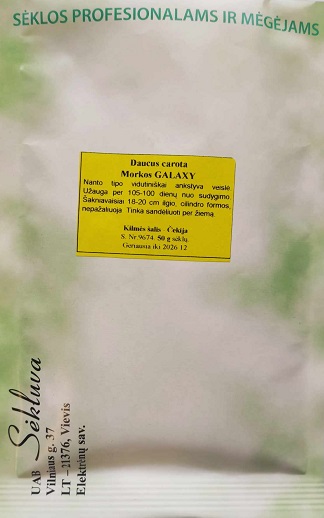 SĖKLOS PROFESIONALAMS IR MĖGĖJAMS
Daucus carota
Morkos GALAXY
Nanto tipo vidutiniškai ankstyva veislė
Užauga per 105-100 dienų nuo sudygimo.
Šakniavaisiai 18-20 cm ilgio, cilindro formos,
nepažaliuoja Tinka sandėliuoti per žiemą
Kilmės šalis - Čekija
S. Nr.9674 50 g sėklų.
Geriausia iki 2026-12
UAB Sėkluva
Vilniaus g. 37
LT – 21376, Vievis
Elektrėnų sav.